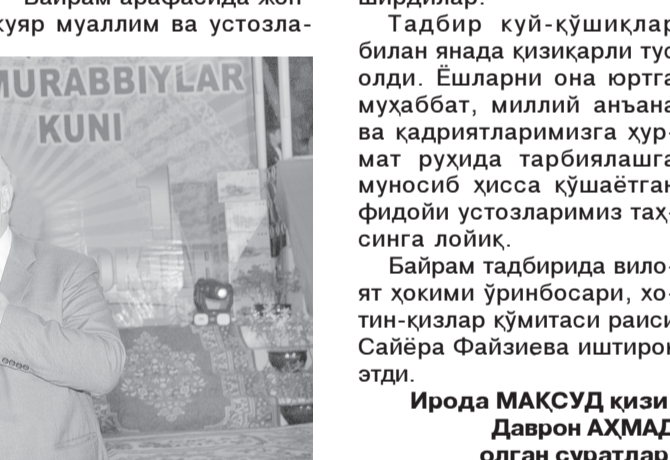 Байрам арафасида жон-
куяр муаллим ва устозла-
MURABBIYLAR
KUNI
1
ширдилар.
Тадбир куй-қўшиқлар
билан янада қизиқарли тус
олди. Ёшларни она юртга
муҳаббат, миллий анъана
ва қадриятларимизга ҳур-
мат руҳида тарбиялашга
муносиб ҳисса қўшаётган
фидойи устозларимиз таҳ-
синга лойиқ.
Байрам тадбирида вило-
ят ҳокими ўринбосари, хо-
тин-қизлар қўмитаси раиси
Сайёра Файзиева иштирок
этди.
Ирода МАҚСУД қизи
Даврон АҲМАД
олган суратлар